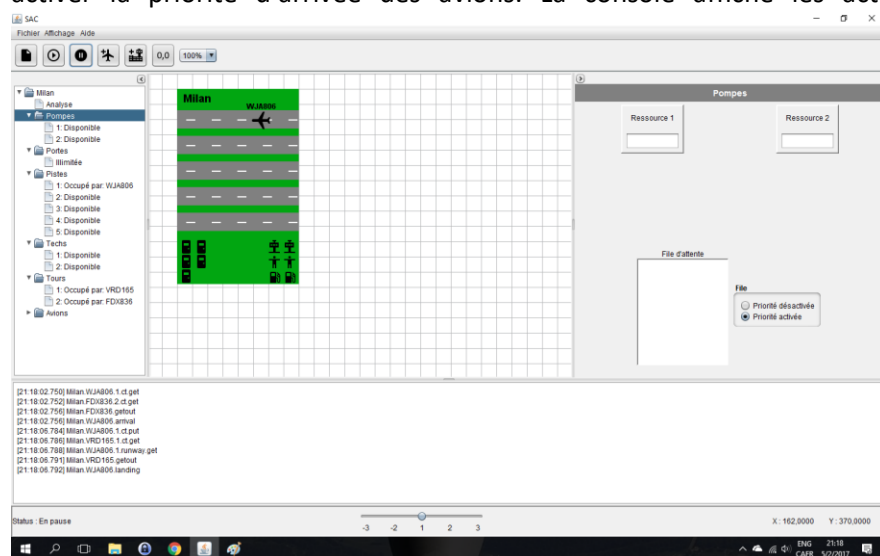 activer la priorité d'arrivée des avions. La console affiche les act
SAC
Fichier Affichage Aide
0,0 100%
Milan
Analyse
Pompes
1: Disponible
2: Disponible
Portes
Illimitée
Pistes
1: Occupé par: WJA806
2: Disponible
3: Disponible
4: Disponible
5: Disponible
Techs
1: Disponible
2: Disponible
Tours
1: Occupé par: VRD165
2: Occupé par: FDX836
Avions
Milan
WJA806
Pompes
Ressource 1
Ressource 2
File d'attente
File
Priorité désactivée
Priorité activée
[21:18:02.750] Milan.WJA806.1.ct.get
[21:18:02.752] Milan.FDX836.2.ct.get
[21:18:02.756] Milan.FDX836.getout
[21:18:02.756] Milan.WJA806.arrival
[21:18:06.784] Milan.WJA806.1.ct.put
[21:18:06.786] Milan.VRD165.1.ct.get
[21:18:06.788] Milan.WJA806.1.runway.get
[21:18:06.791] Milan.VRD165.getout
[21:18:06.792] Milan.WJA806.landing
Status : En pause
-3 -2 1 2 3
X : 162,0000 Y : 370,0000
ENG 21:18
CAFR 5/2/2017